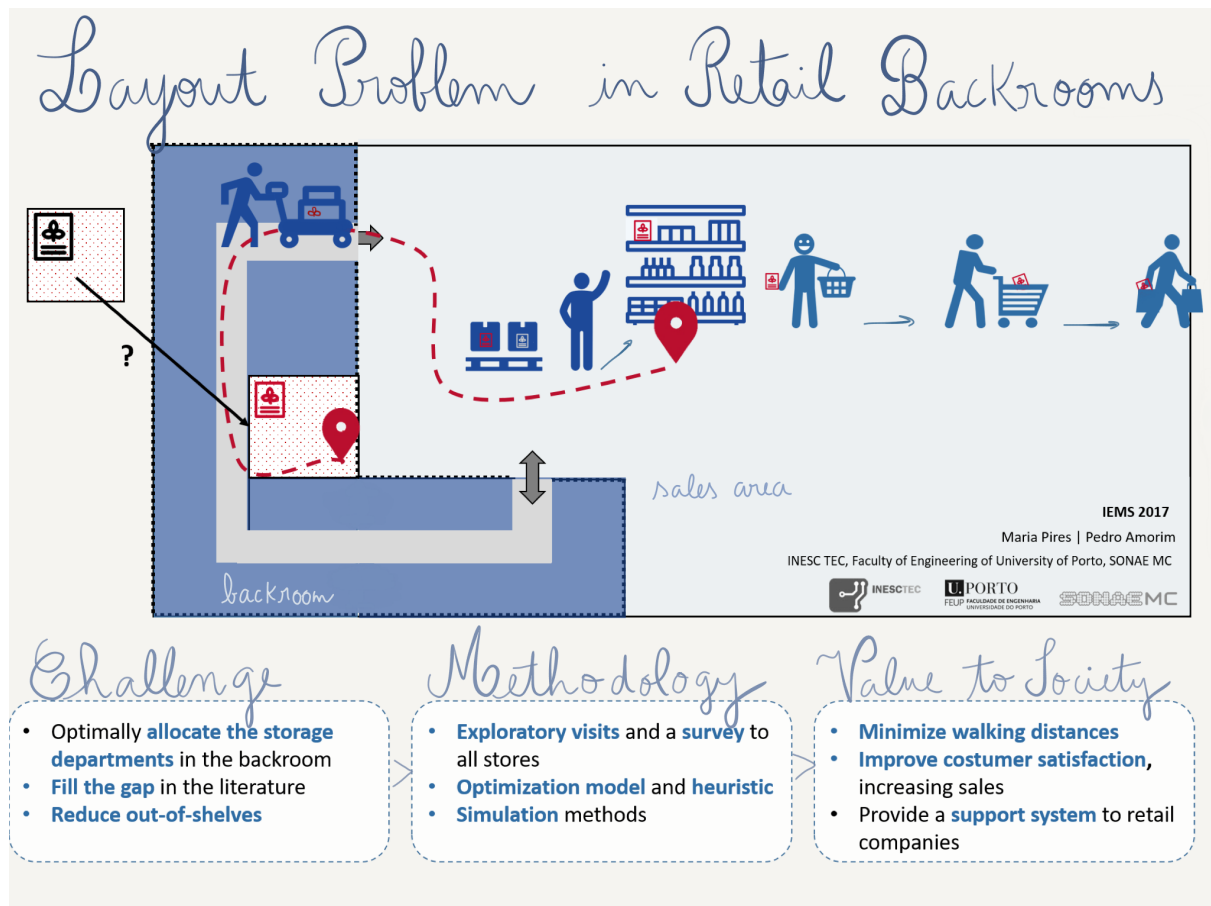 Layout Problem in Retail Backrooms
?
sales area
backroom
IEMS 2017
Maria Pires | Pedro Amorim
INESC TEC, Faculty of Engineering of University of Porto, SONAE MC
INESCTEC
U.PORTO
FEUP FACULDADE DE ENGENHARIA
UNIVERSIDADE DO PORTO
SONAE MC
Challenge
• Optimally allocate the storage
departments in the backroom
• Fill the gap in the literature
• Reduce out-of-shelves
Methodology
• Exploratory visits and a survey to
all stores
• Optimization model and heuristic
• Simulation methods
Value to Society
• Minimize walking distances
• Improve costumer satisfaction,
increasing sales
• Provide a support system to retail
companies